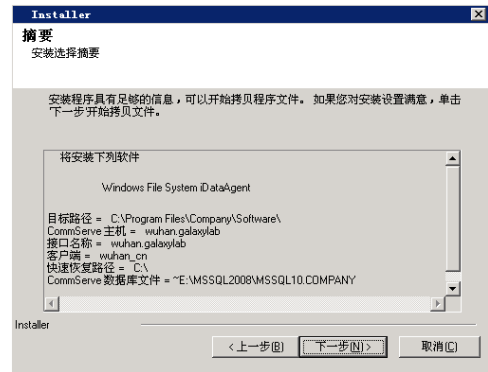 Installer
摘要
安装选择摘要
安装程序具有足够的信息，可以开始拷贝程序文件。 如果您对安装设置满意，单击
下一步'开始拷贝文件。
将安装下列软件
Windows File System iDataAgent
目标路径 = C:\Program Files\Company\Software\
CommServe 主机 = wuhan.galaxylab
接口名称 = wuhan.galaxylab
客户端 = wuhan_cn
快速恢复路径 = C:\
CommServe 数据库文件 = ~E:\MSSQL2008\MSSQL10.COMPANY
Installer
<上一步(B) 下一步(N)> 取消(C)